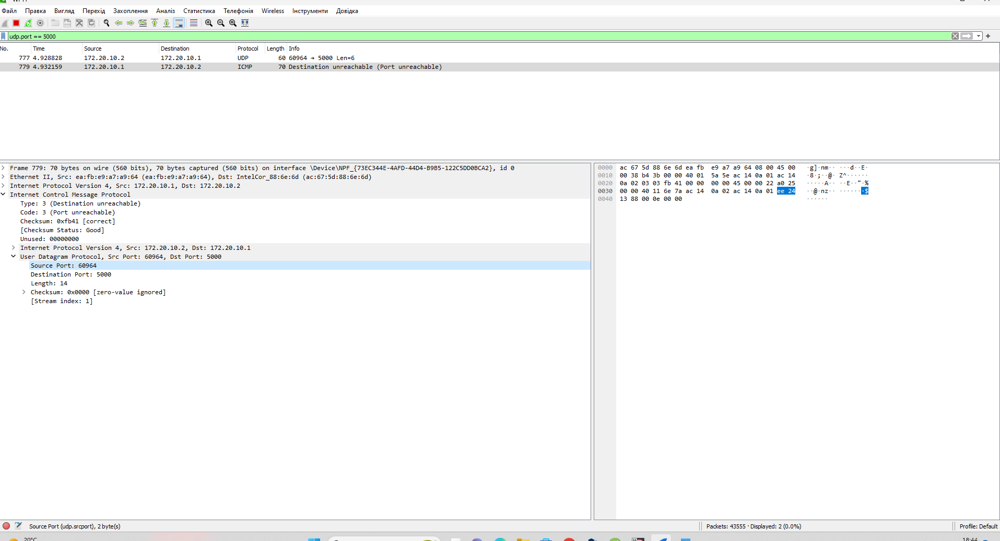 Файл Правка Вигляд Перехід Захоплення Аналіз Статистика Телефонія Wireless Інструменти Довідка
udp.port == 5000
No. Time Source Destination Protocol Length Info
777 4.928828 172.20.10.2 172.20.10.1 UDP 60 60964 → 5000 Len=6
779 4.932159 172.20.10.1 172.20.10.2 ICMP 70 Destination unreachable (Port unreachable)
Frame 779: 70 bytes on wire (560 bits), 70 bytes captured (560 bits) on interface \Device\NPF_{73EC344E-4AFD-44D4-B9B5-122C5DD0BCA2}, id 0
Ethernet II, Src: ea:fb:e9:a7:a9:64 (ea:fb:e9:a7:a9:64), Dst: IntelCor_88:6e:6d (ac:67:5d:88:6e:6d)
Internet Protocol Version 4, Src: 172.20.10.1, Dst: 172.20.10.2
Internet Control Message Protocol
Type: 3 (Destination unreachable)
Code: 3 (Port unreachable)
Checksum: 0xfb41 [correct]
[Checksum Status: Good]
Unused: 00000000
Internet Protocol Version 4, Src: 172.20.10.2, Dst: 172.20.10.1
User Datagram Protocol, Src Port: 60964, Dst Port: 5000
Source Port: 60964
Destination Port: 5000
Length: 14
Checksum: 0x0000 [zero-value ignored]
[Stream index: 1]
0000 ac 67 5d 88 6e 6d ea fb e9 a7 a9 64 08 00 45 00 ·g]·nm·· ···d··E·
0010 00 38 b4 3b 00 00 40 01 5a 5e ac 14 0a 01 ac 14 ·8·;··@· Z^······
0020 0a 02 03 03 fb 41 00 00 00 00 45 00 00 22 a0 25 ·····A·· ··E··"·%
0030 00 00 40 11 6e 7a ac 14 0a 02 ac 14 0a 01 ee 24 ··@·nz·· ·······$
0040 13 88 00 0e 00 00 ······
Source Port (udp.srcport), 2 byte(s)
Packets: 43555 · Displayed: 2 (0.0%)
Profile: Default
20°C
18:44